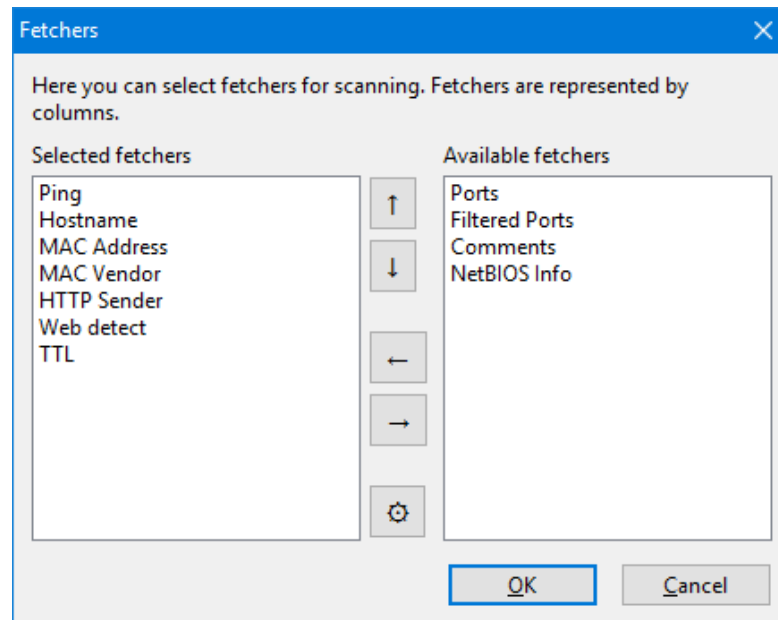 Fetchers
Here you can select fetchers for scanning. Fetchers are represented by
columns.
Selected fetchers
Ping
Hostname
MAC Address
MAC Vendor
HTTP Sender
Web detect
TTL
Available fetchers
Ports
Filtered Ports
Comments
NetBIOS Info
OK
Cancel